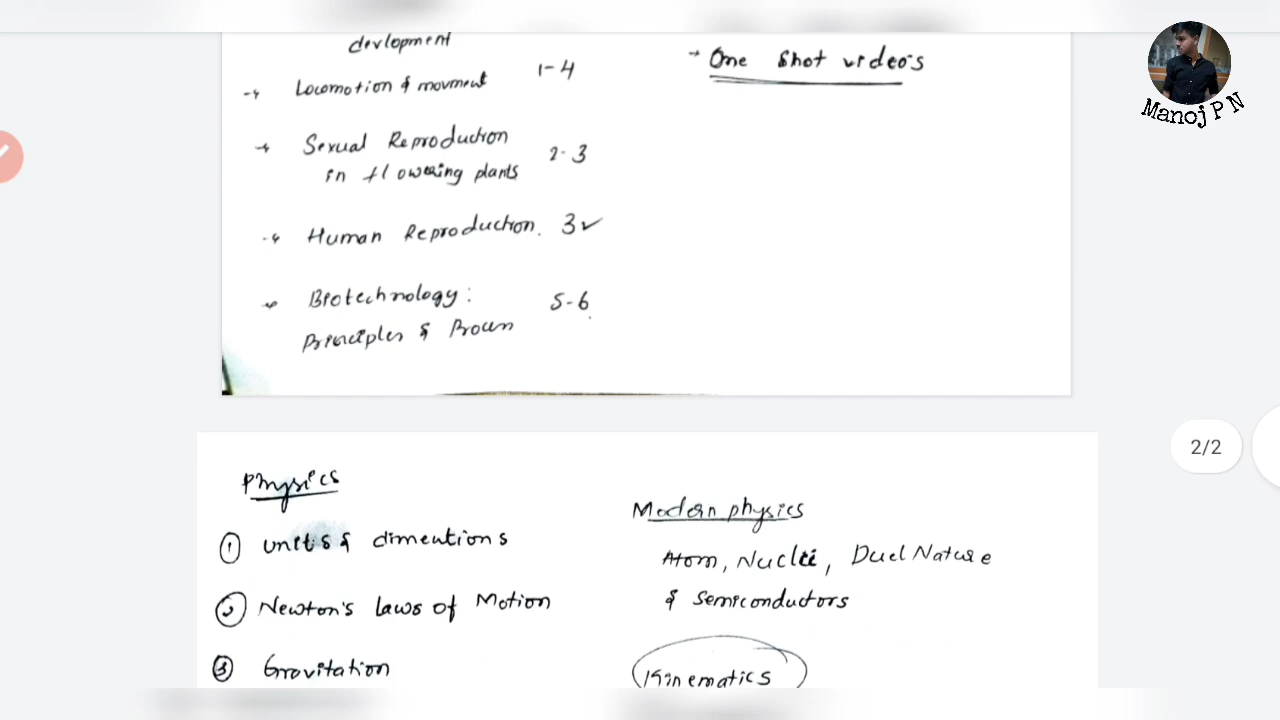 devlopment
→ Locomotion & movment 1-4
→ Sexual Reproduction
in flowering plants 2-3
→ Human Reproduction. 3✓
→ Biotechnology:
Principles & Process 5-6
→ One Shot video's
Manoj P N
2/2
Physics
① units & dimentions
② Newton's laws of Motion
③ Gravitation
Modern physics
Atom, Nuclei, Duel Nature
& Semiconductors
Kinematics